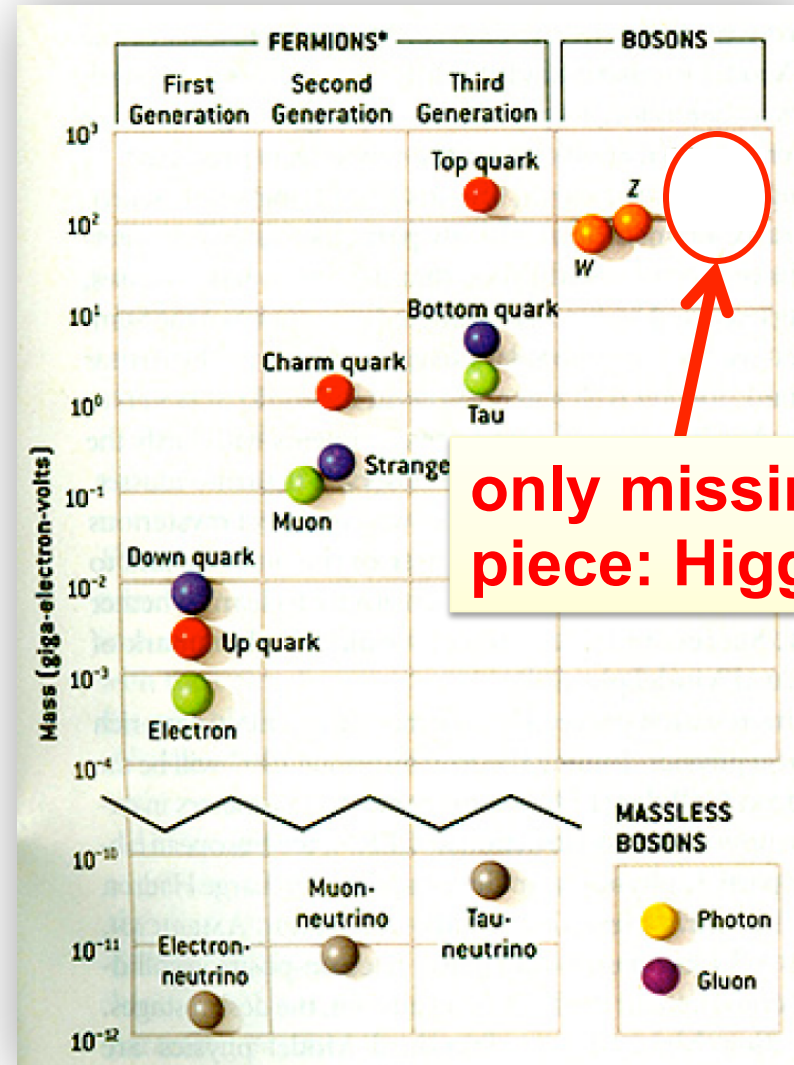 FERMIONS*
BOSONS
First
Generation
Second
Generation
Third
Generation
Mass (giga-electron-volts)
10³
10²
10¹
10⁰
10⁻¹
10⁻²
10⁻³
10⁻⁴
10⁻¹⁰
10⁻¹¹
10⁻¹²
Top quark
Z
W
Bottom quark
Charm quark
Tau
Strange
Muon
only missin
piece: Higg
Down quark
Up quark
Electron
MASSLESS
BOSONS
Photon
Gluon
Muon-
neutrino
Tau-
neutrino
Electron-
neutrino